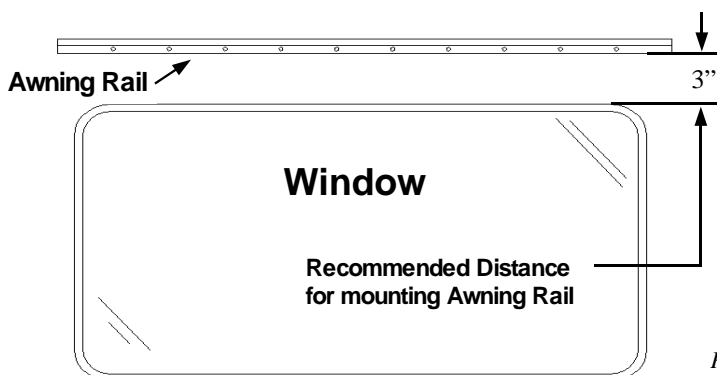 Awning Rail
3”
Window
Recommended Distance
for mounting Awning Rail